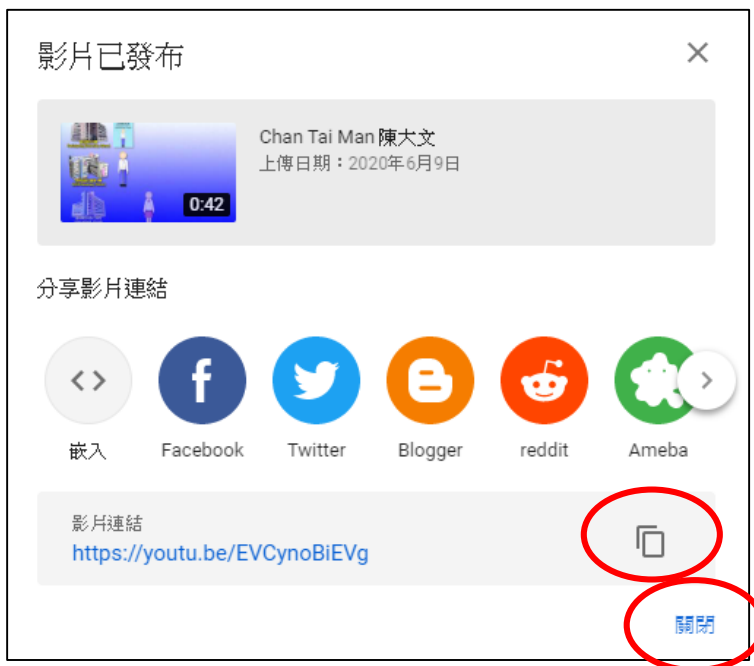 影片已發布
Chan Tai Man 陳大文
上傳日期：2020年6月9日
0:42
分享影片連結
嵌入
Facebook
Twitter
Blogger
reddit
Ameba
影片連結
https://youtu.be/EVCynoBiEVg
關閉